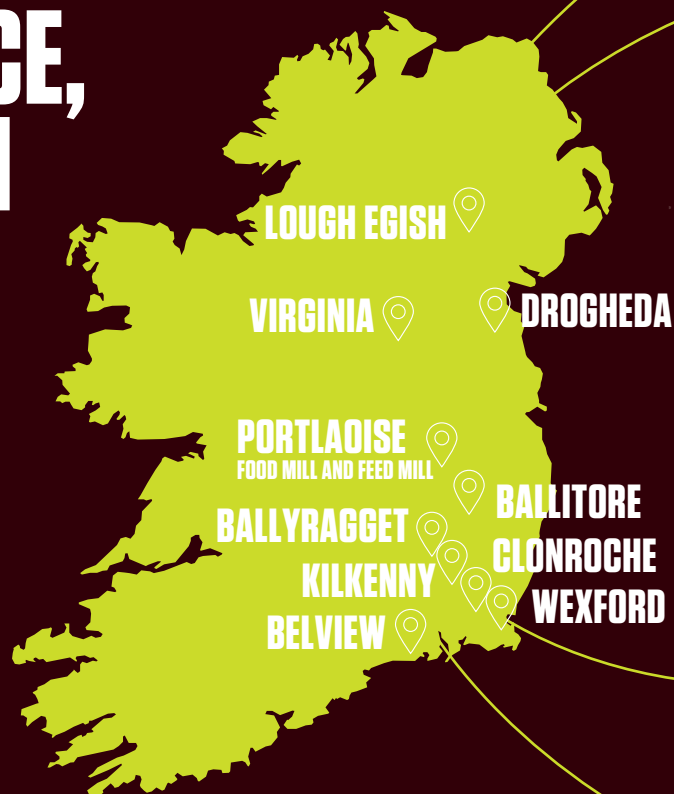 CE,
LOUGH EGISH
VIRGINIA
DROGHEDA
PORTLAOISE
FOOD MILL AND FEED MILL
BALLITORE
BALLYRAGGET
CLONROCHE
KILKENNY
WEXFORD
BELVIEW